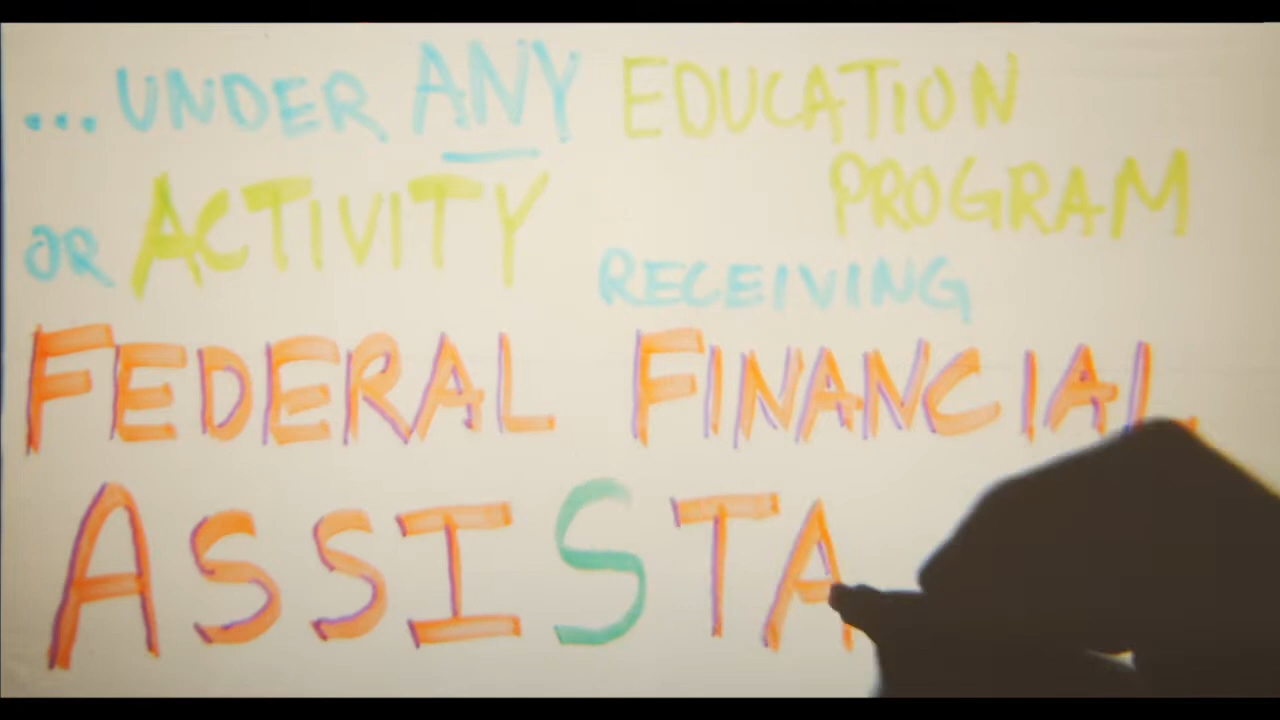 ...UNDER ANY EDUCATION
PROGRAM
OR ACTIVITY
RECEIVING
FEDERAL FINANCIAL
ASSISTA